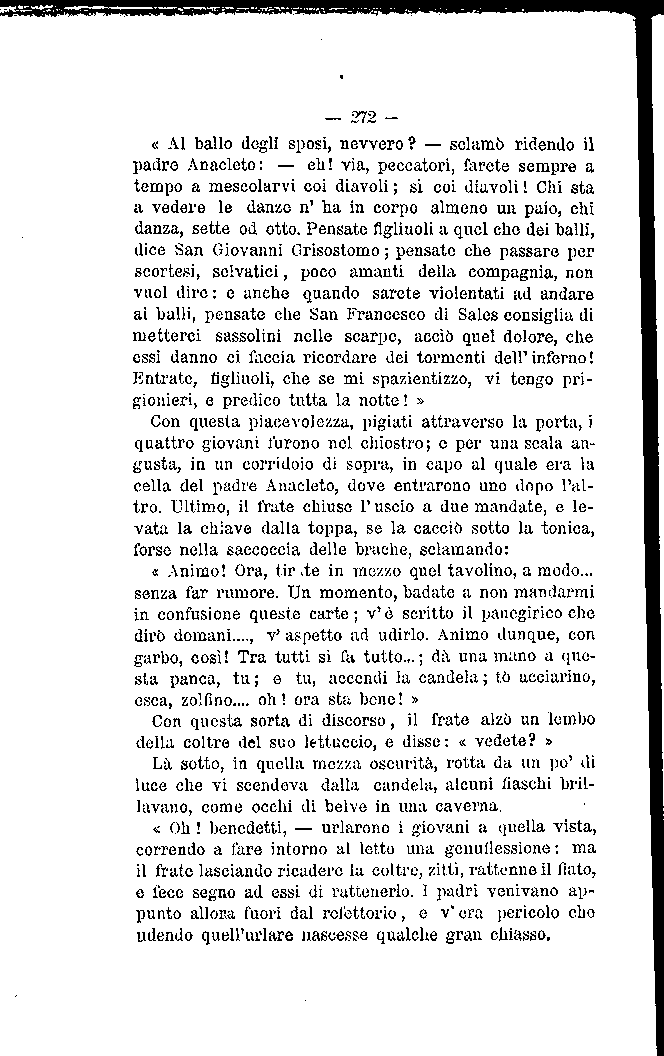 — 272 —
« Al ballo degli sposi, nevvero? — sclamò ridendo il
padre Anacleto: — eh! via, peccatori, farete sempre a
tempo a mescolarvi coi diavoli; si coi diavoli! Chi sta
a vedere le danze n' ha in corpo almeno un paio, chi
danza, sette od otto. Pensate figliuoli a quel che dei balli,
dice San Giovanni Grisostomo; pensate che passare per
scortesi, selvatici, poco amanti della compagnia, non
vuol dire: e anche quando sarete violentati ad andare
ai balli, pensate che San Francesco di Sales consiglia di
metterci sassolini nelle scarpe, acciò quel dolore, che
essi danno ci faccia ricordare dei tormenti dell' inferno!
Entrate, figliuoli, che se mi spazientizzo, vi tengo pri-
gionieri, e predico tutta la notte! »
Con questa piacevolezza, pigiati attraverso la porta, i
quattro giovani furono nel chiostro; e per una scala an-
gusta, in un corridoio di sopra, in capo al quale era la
cella del padre Anacleto, dove entrarono uno dopo l'al-
tro. Ultimo, il frate chiuse l' uscio a due mandate, e le-
vata la chiave dalla toppa, se la cacciò sotto la tonica,
forse nella saccoccia delle brache, sclamando:
« Animo! Ora, tirate in mezzo quel tavolino, a modo...
senza far rumore. Un momento, badate a non mandarmi
in confusione queste carte; v' è scritto il panegirico che
dirò domani...., v' aspetto ad udirlo. Animo dunque, con
garbo, così! Tra tutti si fa tutto...; dà una mano a que-
sta panca, tu; e tu, accendi la candela; tò acciarino,
esca, zolfino.... oh! ora sta bene! »
Con questa sorta di discorso, il frate alzò un lembo
della coltre del suo lettuccio, e disse: « vedete? »
Là sotto, in quella mezza oscurità, rotta da un po' di
luce che vi scendeva dalla candela, alcuni fiaschi bril-
lavano, come occhi di belve in una caverna.
« Oh! benedetti, — urlarono i giovani a quella vista,
correndo a fare intorno al letto una genuflessione: ma
il frate lasciando ricadere la coltre, zitti, rattenne il fiato,
e fece segno ad essi di rattenerlo. I padri venivano ap-
punto allora fuori dal refettorio, e v' era pericolo che
udendo quell'urlare nascesse qualche gran chiasso.